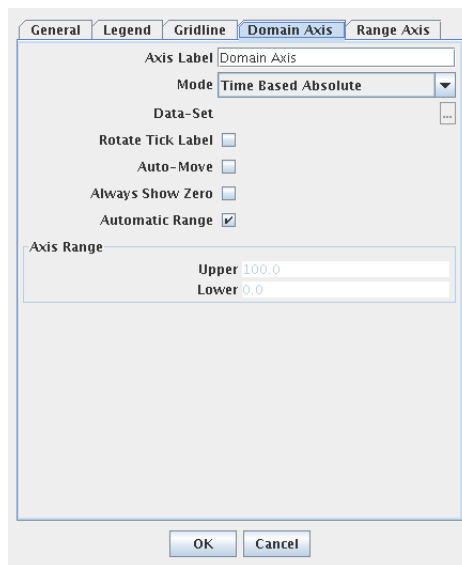 General Legend Gridline Domain Axis Range Axis
Axis Label Domain Axis
Mode Time Based Absolute
Data-Set ...
Rotate Tick Label
Auto-Move
Always Show Zero
Automatic Range
Axis Range
Upper 100.0
Lower 0.0
OK Cancel